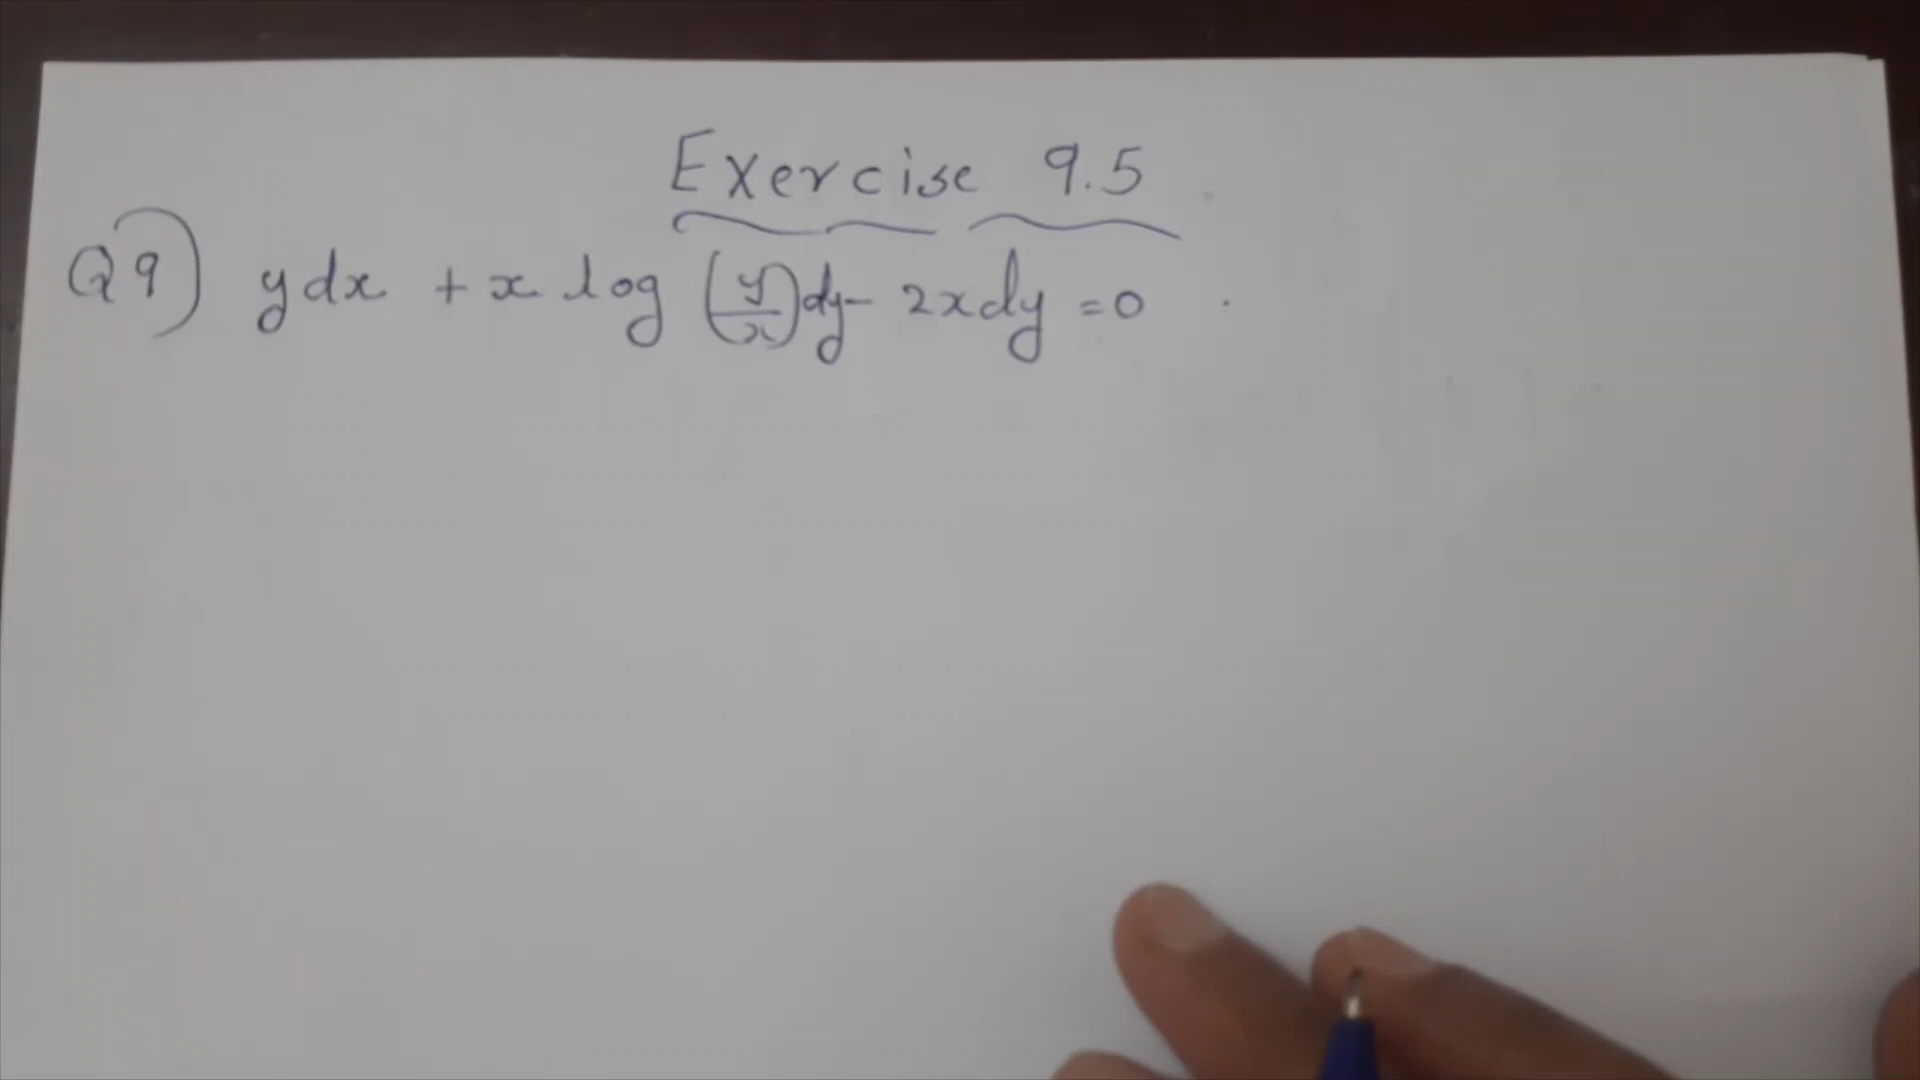 Exercise 9.5
Q9) ydx + x log (y/x) dy - 2xdy = 0